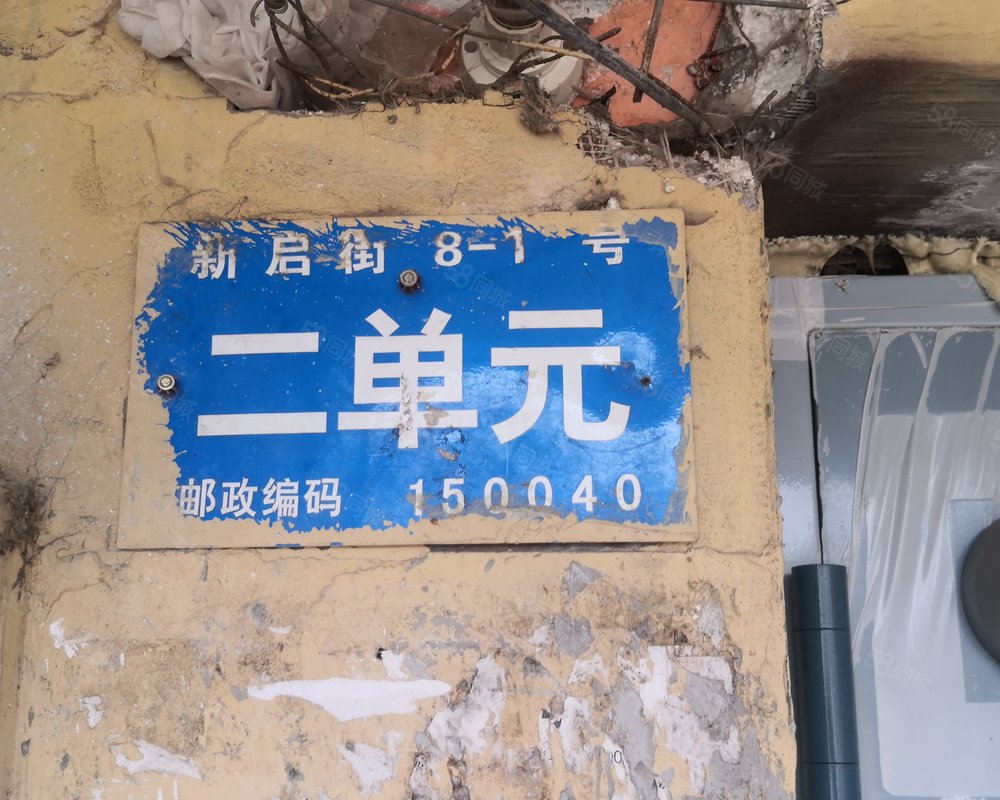 新启街 8-1 号
二单元
邮政编码 150040